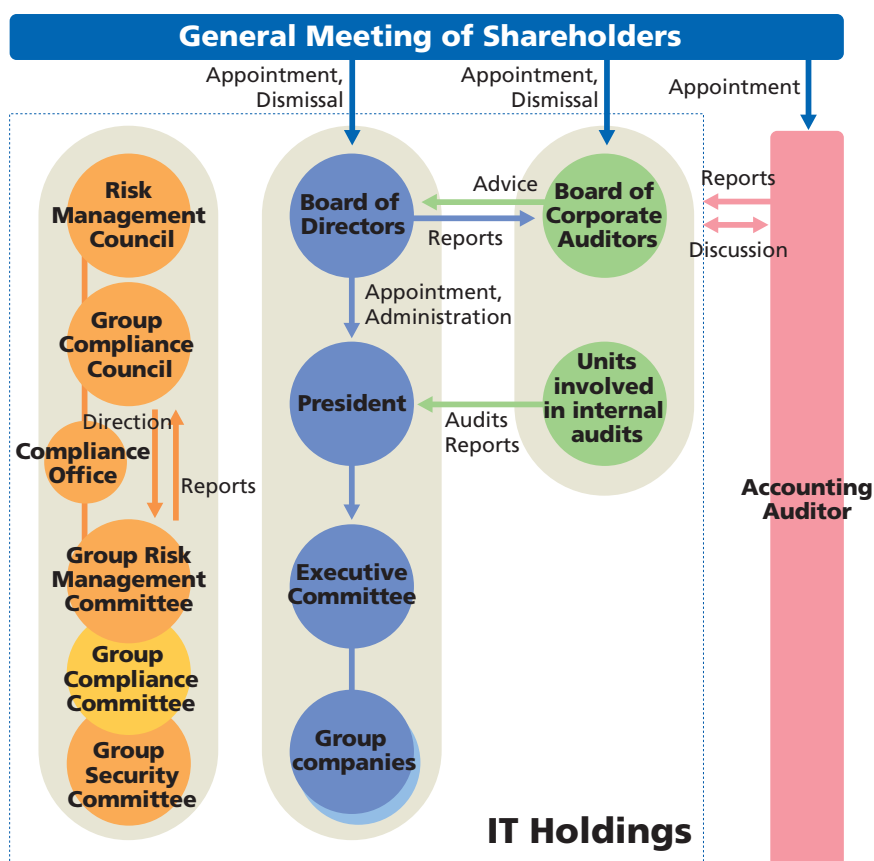 General Meeting of Shareholders
Appointment,
Dismissal
Appointment,
Dismissal
Appointment
Risk
Management
Council
Group
Compliance
Council
Direction
Compliance
Office
Reports
Group Risk
Management
Committee
Group
Compliance
Committee
Group
Security
Committee
Board of
Directors
Advice
Reports
Appointment,
Administration
President
Audits
Reports
Executive
Committee
Group
companies
Board of
Corporate
Auditors
Units
involved
in internal
audits
Reports
Discussion
Accounting
Auditor
IT Holdings